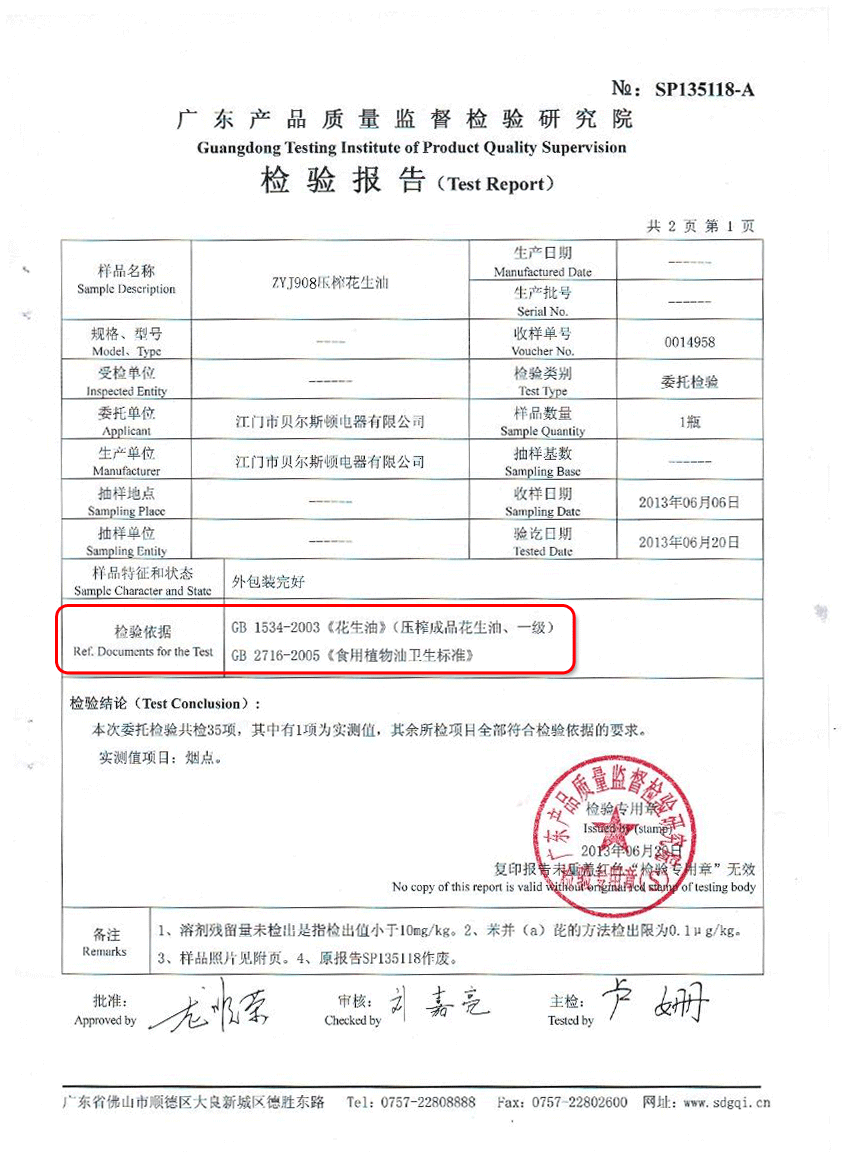 №: SP135118-A
广东产品质量监督检验研究院
Guangdong Testing Institute of Product Quality Supervision
检验报告（Test Report）
共 2 页 第 1 页
样品名称
Sample Description
ZYJ908压榨花生油
生产日期
Manufactured Date
------
生产批号
Serial No.
------
规格、型号
Model、Type
----
收样单号
Voucher No.
0014958
受检单位
Inspected Entity
------
检验类别
Test Type
委托检验
委托单位
Applicant
江门市贝尔斯顿电器有限公司
样品数量
Sample Quantity
1瓶
生产单位
Manufacturer
江门市贝尔斯顿电器有限公司
抽样基数
Sampling Base
------
抽样地点
Sampling Place
------
收样日期
Sampling Date
2013年06月06日
抽样单位
Sampling Entity
------
验讫日期
Tested Date
2013年06月20日
样品特征和状态
Sample Character and State
外包装完好
检验依据
Ref. Documents for the Test
GB 1534-2003《花生油》（压榨成品花生油、一级）
GB 2716-2005《食用植物油卫生标准》
检验结论（Test Conclusion）:
本次委托检验共检35项，其中有1项为实测值，其余所检项目全部符合检验依据的要求。
实测值项目：烟点。
广东产品质量监督检验研究院
检验专用章
Issued by (stamp)
2013年06月20日
检验专用章(S)
复印报告未重盖红色“检验专用章”无效
No copy of this report is valid without original red stamp of testing body
备注
Remarks
1、溶剂残留量未检出是指检出值小于10mg/kg。2、苯并（a）芘的方法检出限为0.1μg/kg。
3、样品照片见附页。4、原报告SP135118作废。
批准：
Approved by
审核：
Checked by
刘嘉亮
主检：
Tested by
卢姗
广东省佛山市顺德区大良新城区德胜东路 Tel: 0757-22808888 Fax: 0757-22802600 网址: www.sdgqi.cn